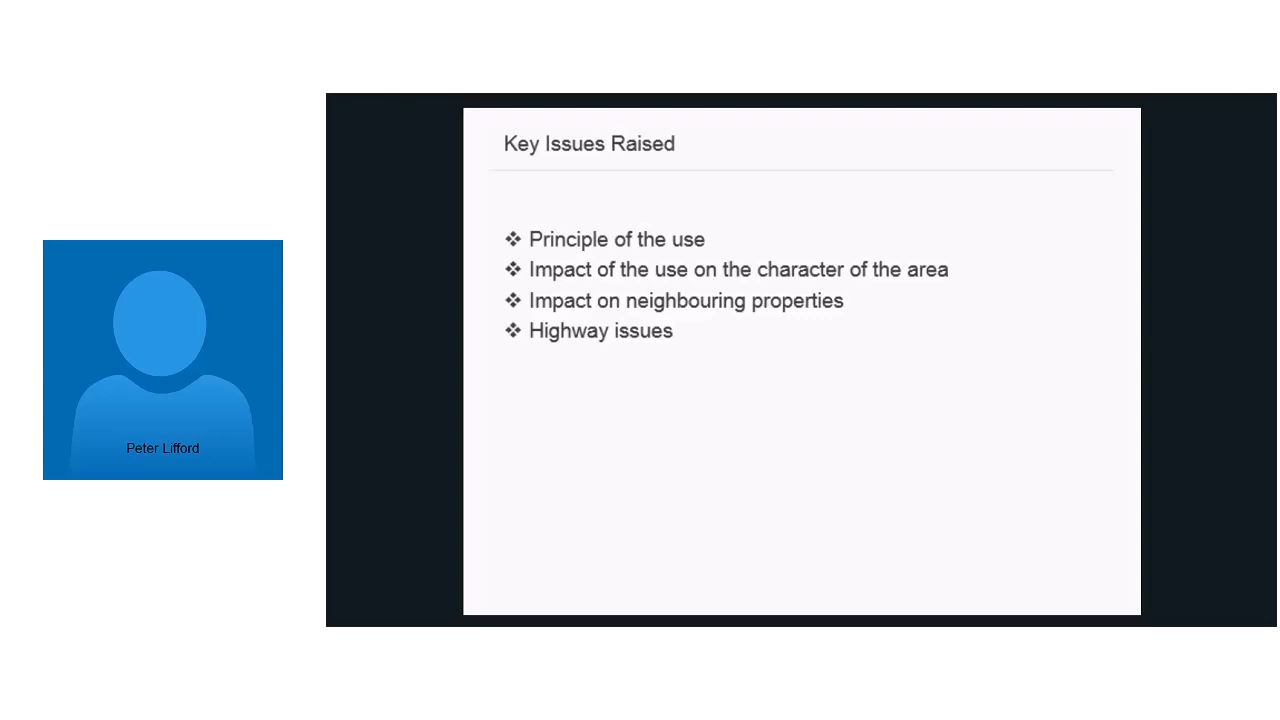 Key Issues Raised
❖ Principle of the use
❖ Impact of the use on the character of the area
❖ Impact on neighbouring properties
❖ Highway issues
Peter Lifford